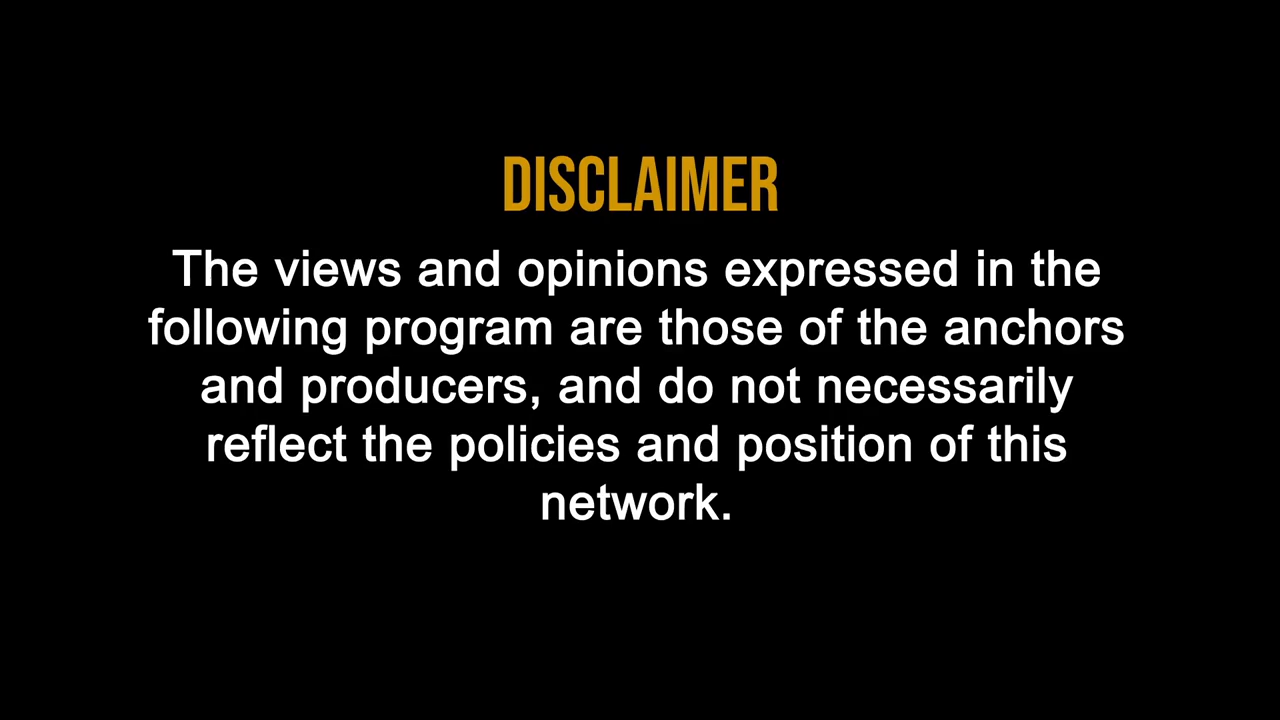 DISCLAIMER
The views and opinions expressed in the
following program are those of the anchors
and producers, and do not necessarily
reflect the policies and position of this
network.